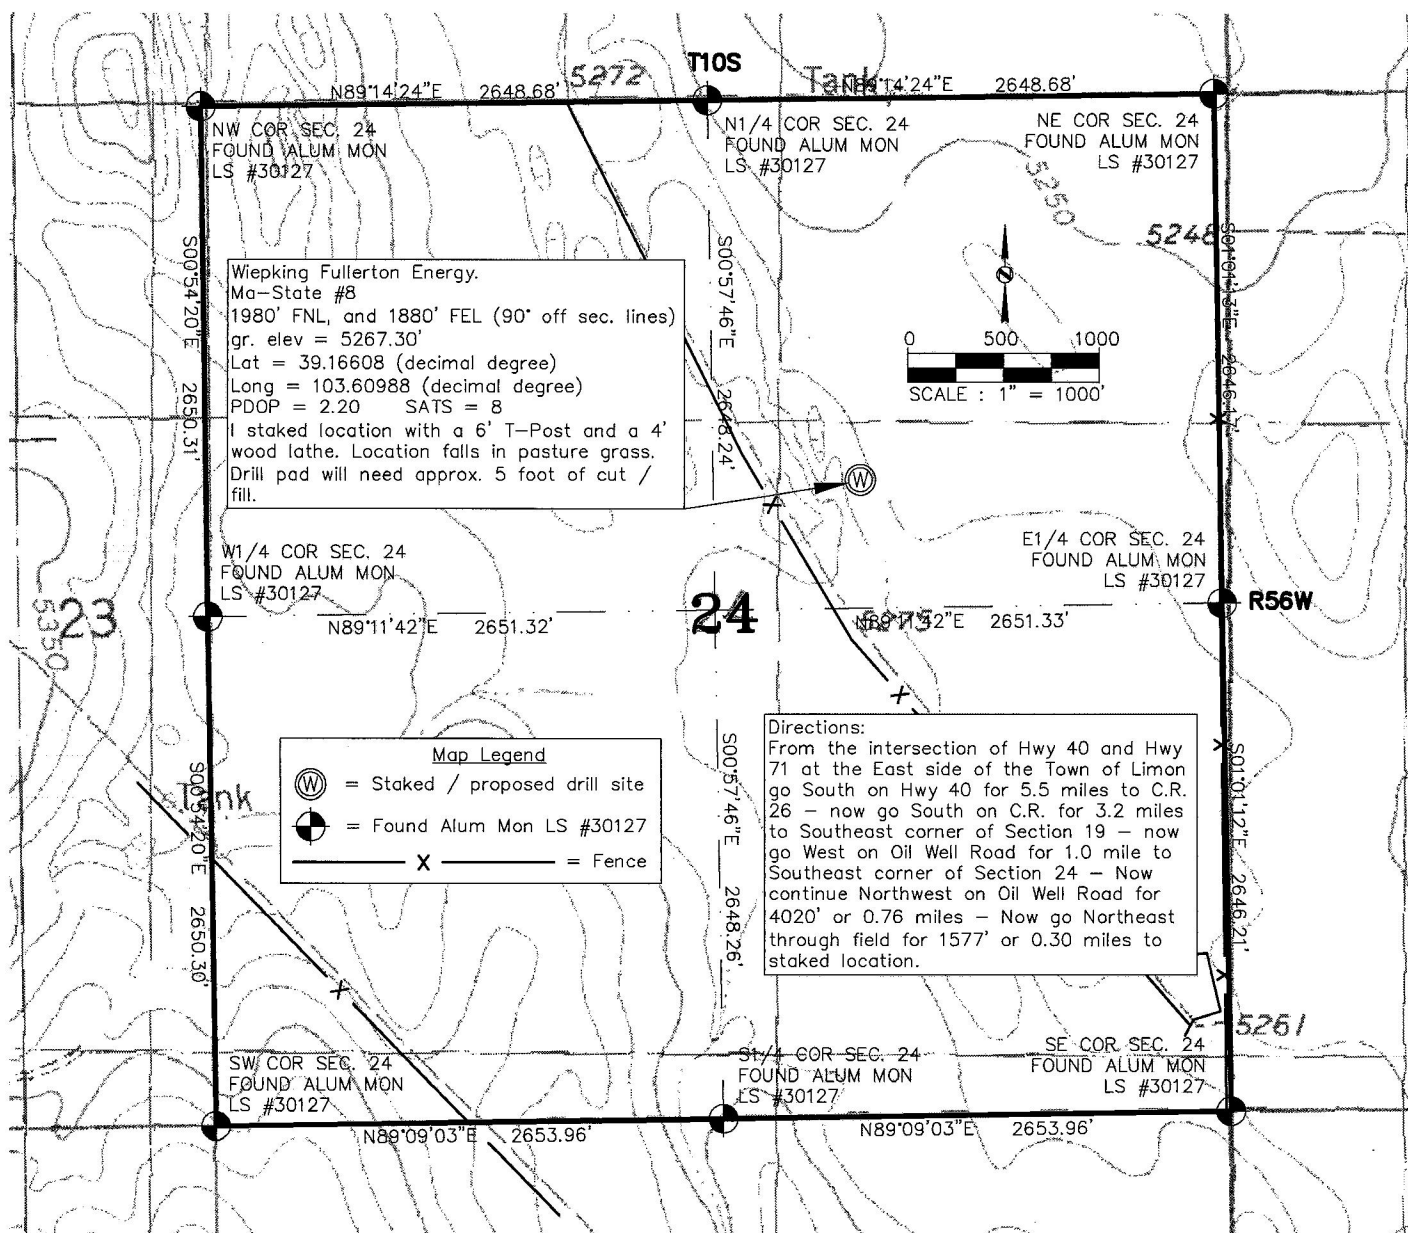 T10S
5272
Tank
N89°14'24"E 2648.68'
N89°14'24"E 2648.68'
NW COR SEC. 24
FOUND ALUM MON
LS #30127
N1/4 COR SEC. 24
FOUND ALUM MON
LS #30127
NE COR SEC. 24
FOUND ALUM MON
LS #30127
5250
5248
S00°54'20"E 2650.31'
S00°57'46"E 2648.24'
S01°01'13"E 2646.17'
Wiepking Fullerton Energy.
Ma-State #8
1980' FNL, and 1880' FEL (90° off sec. lines)
gr. elev = 5267.30'
Lat = 39.16608 (decimal degree)
Long = 103.60988 (decimal degree)
PDOP = 2.20 SATS = 8
I staked location with a 6' T-Post and a 4'
wood lathe. Location falls in pasture grass.
Drill pad will need approx. 5 foot of cut /
fill.
N
0 500 1000
SCALE : 1" = 1000'
W
X
X
W1/4 COR SEC. 24
FOUND ALUM MON
LS #30127
E1/4 COR SEC. 24
FOUND ALUM MON
LS #30127
5350
23
24
R56W
5275
N89°11'42"E 2651.32'
N89°11'42"E 2651.33'
X
X
Map Legend
W = Staked / proposed drill site
= Found Alum Mon LS #30127
X = Fence
Directions:
From the intersection of Hwy 40 and Hwy
71 at the East side of the Town of Limon
go South on Hwy 40 for 5.5 miles to C.R.
26 - now go South on C.R. for 3.2 miles
to Southeast corner of Section 19 - now
go West on Oil Well Road for 1.0 mile to
Southeast corner of Section 24 - Now
continue Northwest on Oil Well Road for
4020' or 0.76 miles - Now go Northeast
through field for 1577' or 0.30 miles to
staked location.
Tank
S00°54'20"E 2650.30'
S00°57'46"E 2648.26'
S01°01'12"E 2646.21'
X
X
5261
SW COR SEC. 24
FOUND ALUM MON
LS #30127
S1/4 COR SEC. 24
FOUND ALUM MON
LS #30127
SE COR SEC. 24
FOUND ALUM MON
LS #30127
N89°09'03"E 2653.96'
N89°09'03"E 2653.96'